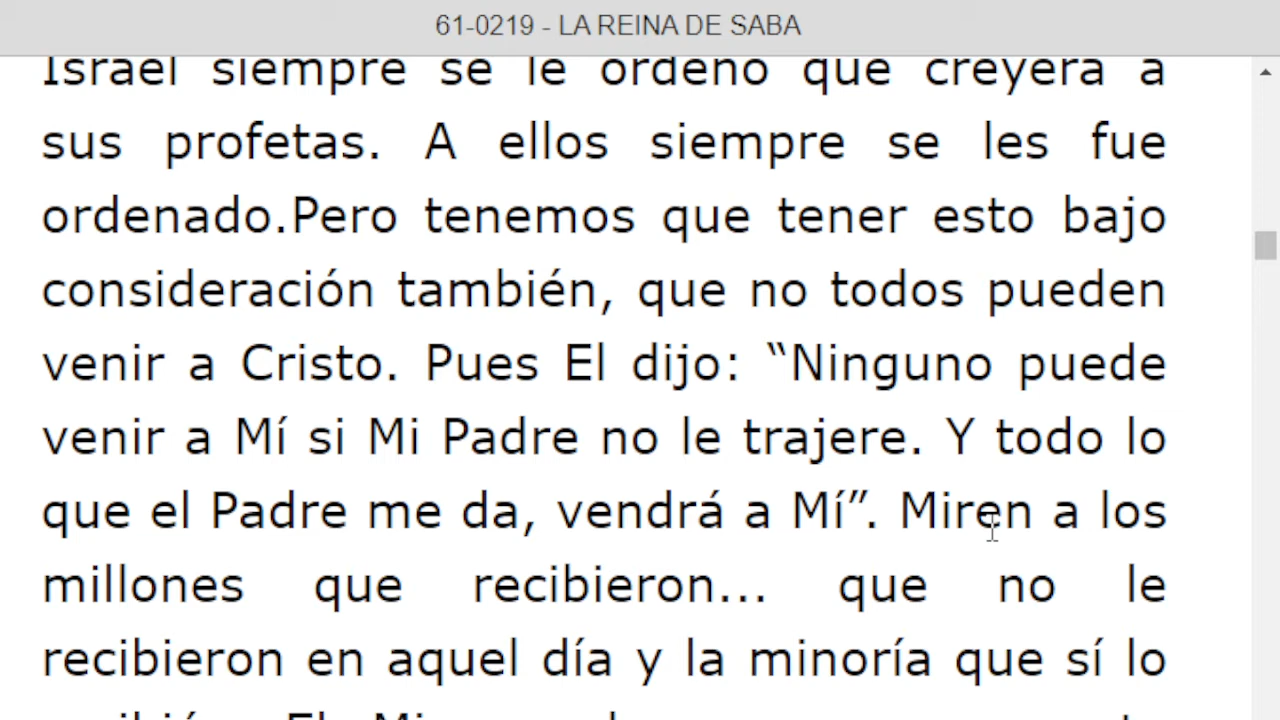 61-0219 - LA REINA DE SABA
Israel siempre se le ordenó que creyera a
sus profetas. A ellos siempre se les fue
ordenado.Pero tenemos que tener esto bajo
consideración también, que no todos pueden
venir a Cristo. Pues El dijo: “Ninguno puede
venir a Mí si Mi Padre no le trajere. Y todo lo
que el Padre me da, vendrá a Mí”. Miren a los
millones que recibieron... que no le
recibieron en aquel día y la minoría que sí lo